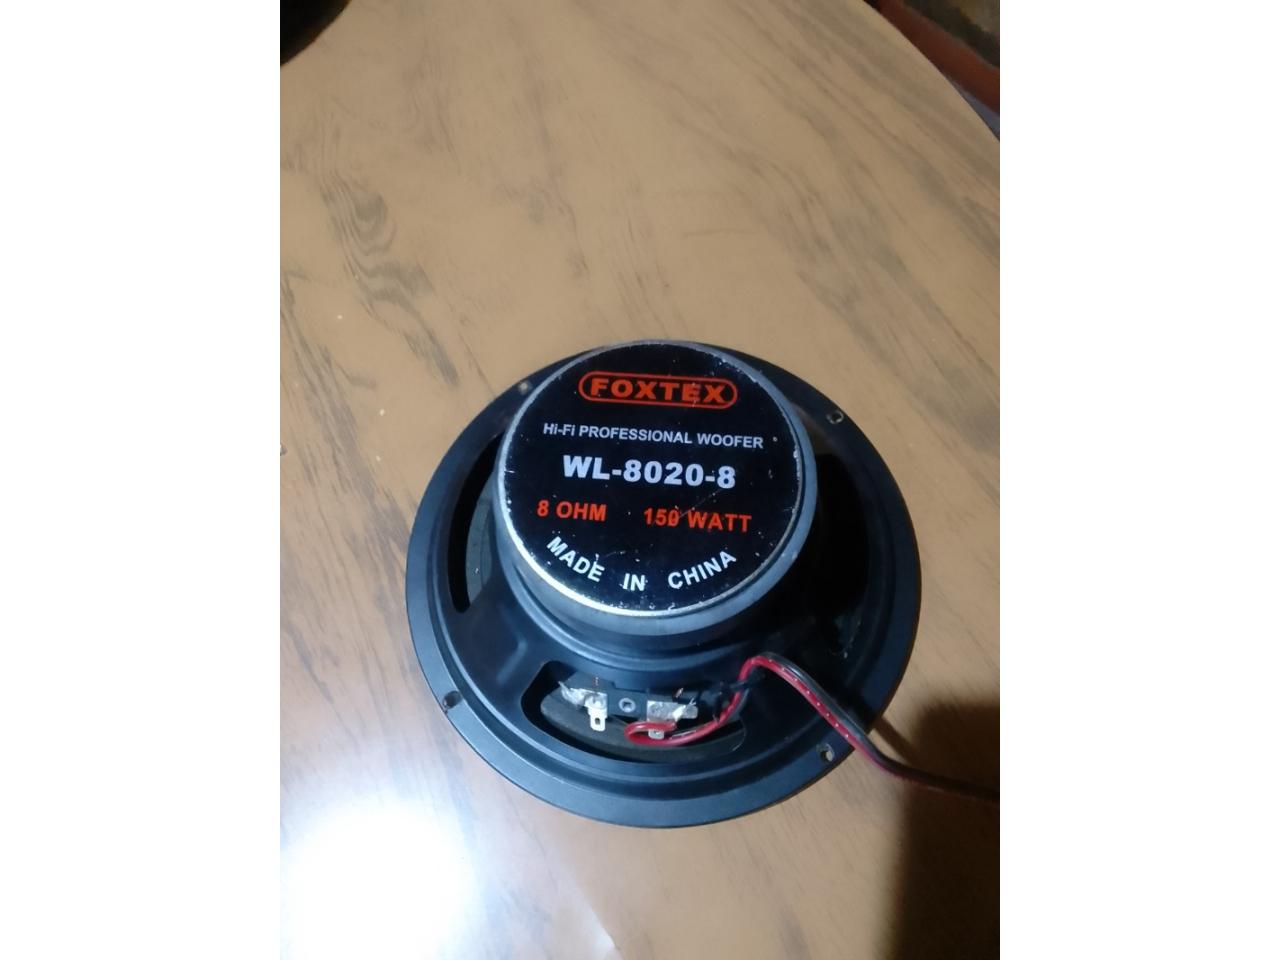 FOXTEX
Hi-Fi PROFESSIONAL WOOFER
WL-8020-8
8 OHM 150 WATT
MADE IN CHINA